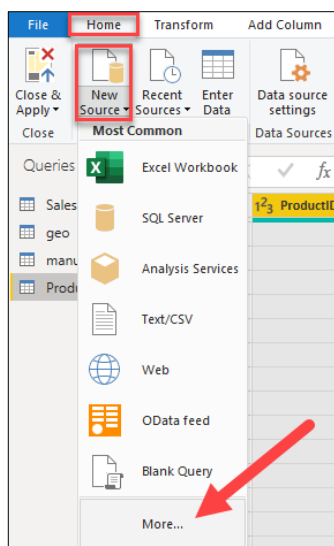 File Home Transform Add Column
Close & New Recent Enter Data source
Apply Source Sources Data settings
Close Most Common Data Sources
Queries Excel Workbook fx
Sales 1²3 ProductID
SQL Server
geo
manu
Analysis Services
Produ
Text/CSV
Web
OData feed
Blank Query
More...